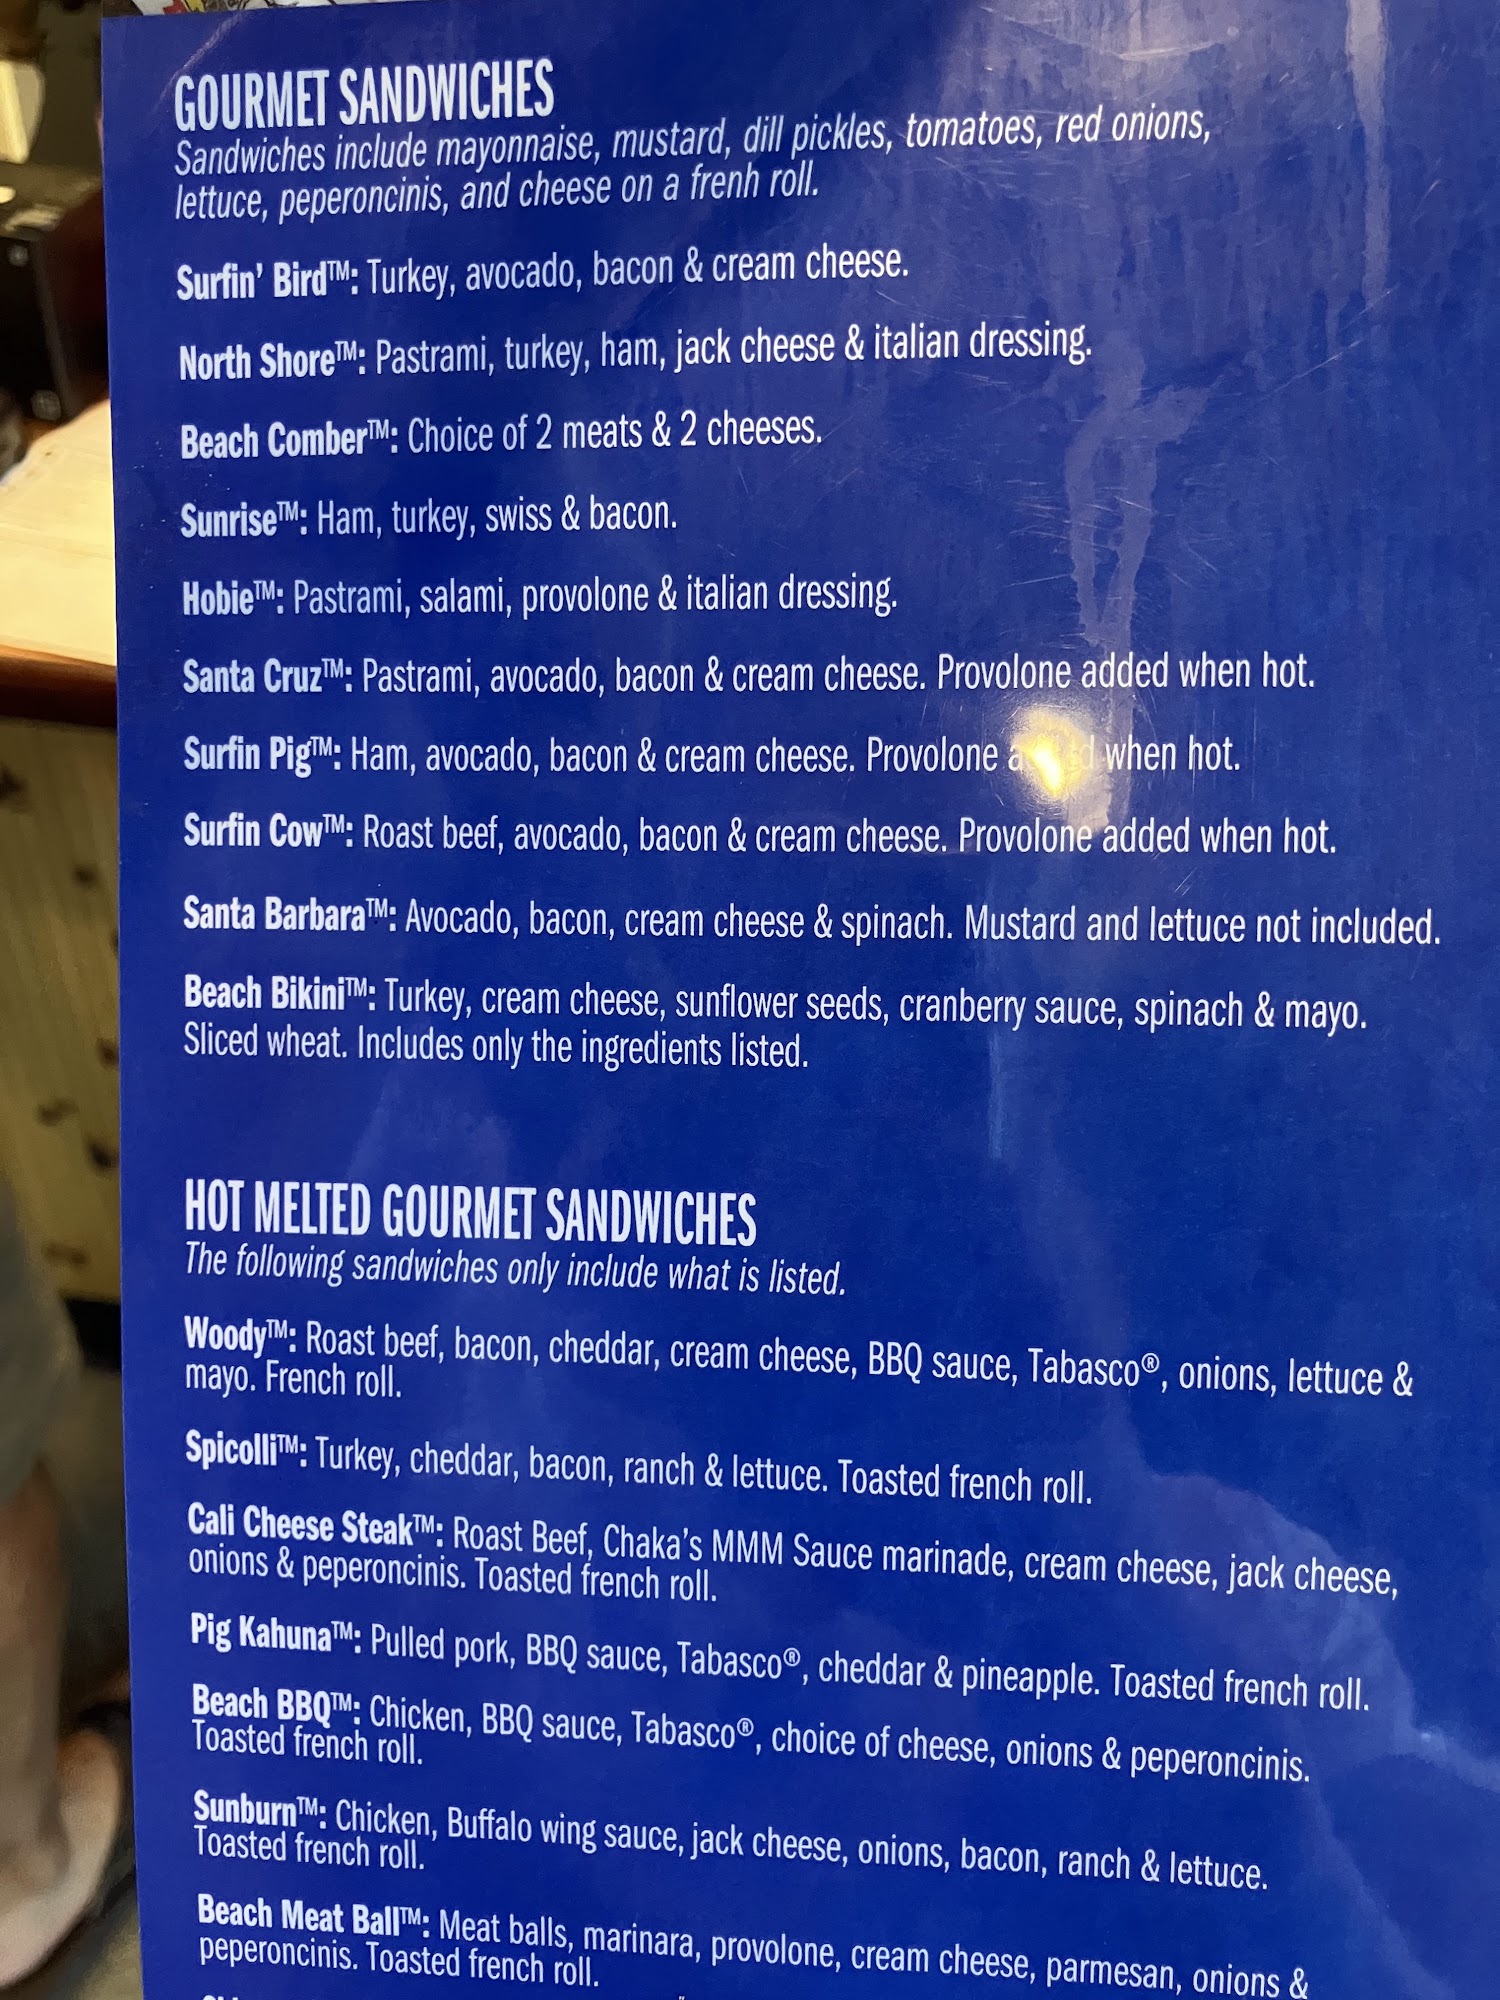 GOURMET SANDWICHES
Sandwiches include mayonnaise, mustard, dill pickles, tomatoes, red onions,
lettuce, peperoncinis, and cheese on a frenh roll.
Surfin' Bird™: Turkey, avocado, bacon & cream cheese.
North Shore™: Pastrami, turkey, ham, jack cheese & italian dressing.
Beach Comber™: Choice of 2 meats & 2 cheeses.
Sunrise™: Ham, turkey, swiss & bacon.
Hobie™: Pastrami, salami, provolone & italian dressing.
Santa Cruz™: Pastrami, avocado, bacon & cream cheese. Provolone added when hot.
Surfin Pig™: Ham, avocado, bacon & cream cheese. Provolone added when hot.
Surfin Cow™: Roast beef, avocado, bacon & cream cheese. Provolone added when hot.
Santa Barbara™: Avocado, bacon, cream cheese & spinach. Mustard and lettuce not included.
Beach Bikini™: Turkey, cream cheese, sunflower seeds, cranberry sauce, spinach & mayo.
Sliced wheat. Includes only the ingredients listed.
HOT MELTED GOURMET SANDWICHES
The following sandwiches only include what is listed.
Woody™: Roast beef, bacon, cheddar, cream cheese, BBQ sauce, Tabasco®, onions, lettuce &
mayo. French roll.
Spicolli™: Turkey, cheddar, bacon, ranch & lettuce. Toasted french roll.
Cali Cheese Steak™: Roast Beef, Chaka's MMM Sauce marinade, cream cheese, jack cheese,
onions & peperoncinis. Toasted french roll.
Pig Kahuna™: Pulled pork, BBQ sauce, Tabasco®, cheddar & pineapple. Toasted french roll.
Beach BBQ™: Chicken, BBQ sauce, Tabasco®, choice of cheese, onions & peperoncinis.
Toasted french roll.
Sunburn™: Chicken, Buffalo wing sauce, jack cheese, onions, bacon, ranch & lettuce.
Toasted french roll.
Beach Meat Ball™: Meat balls, marinara, provolone, cream cheese, parmesan, onions &
peperoncinis. Toasted french roll.